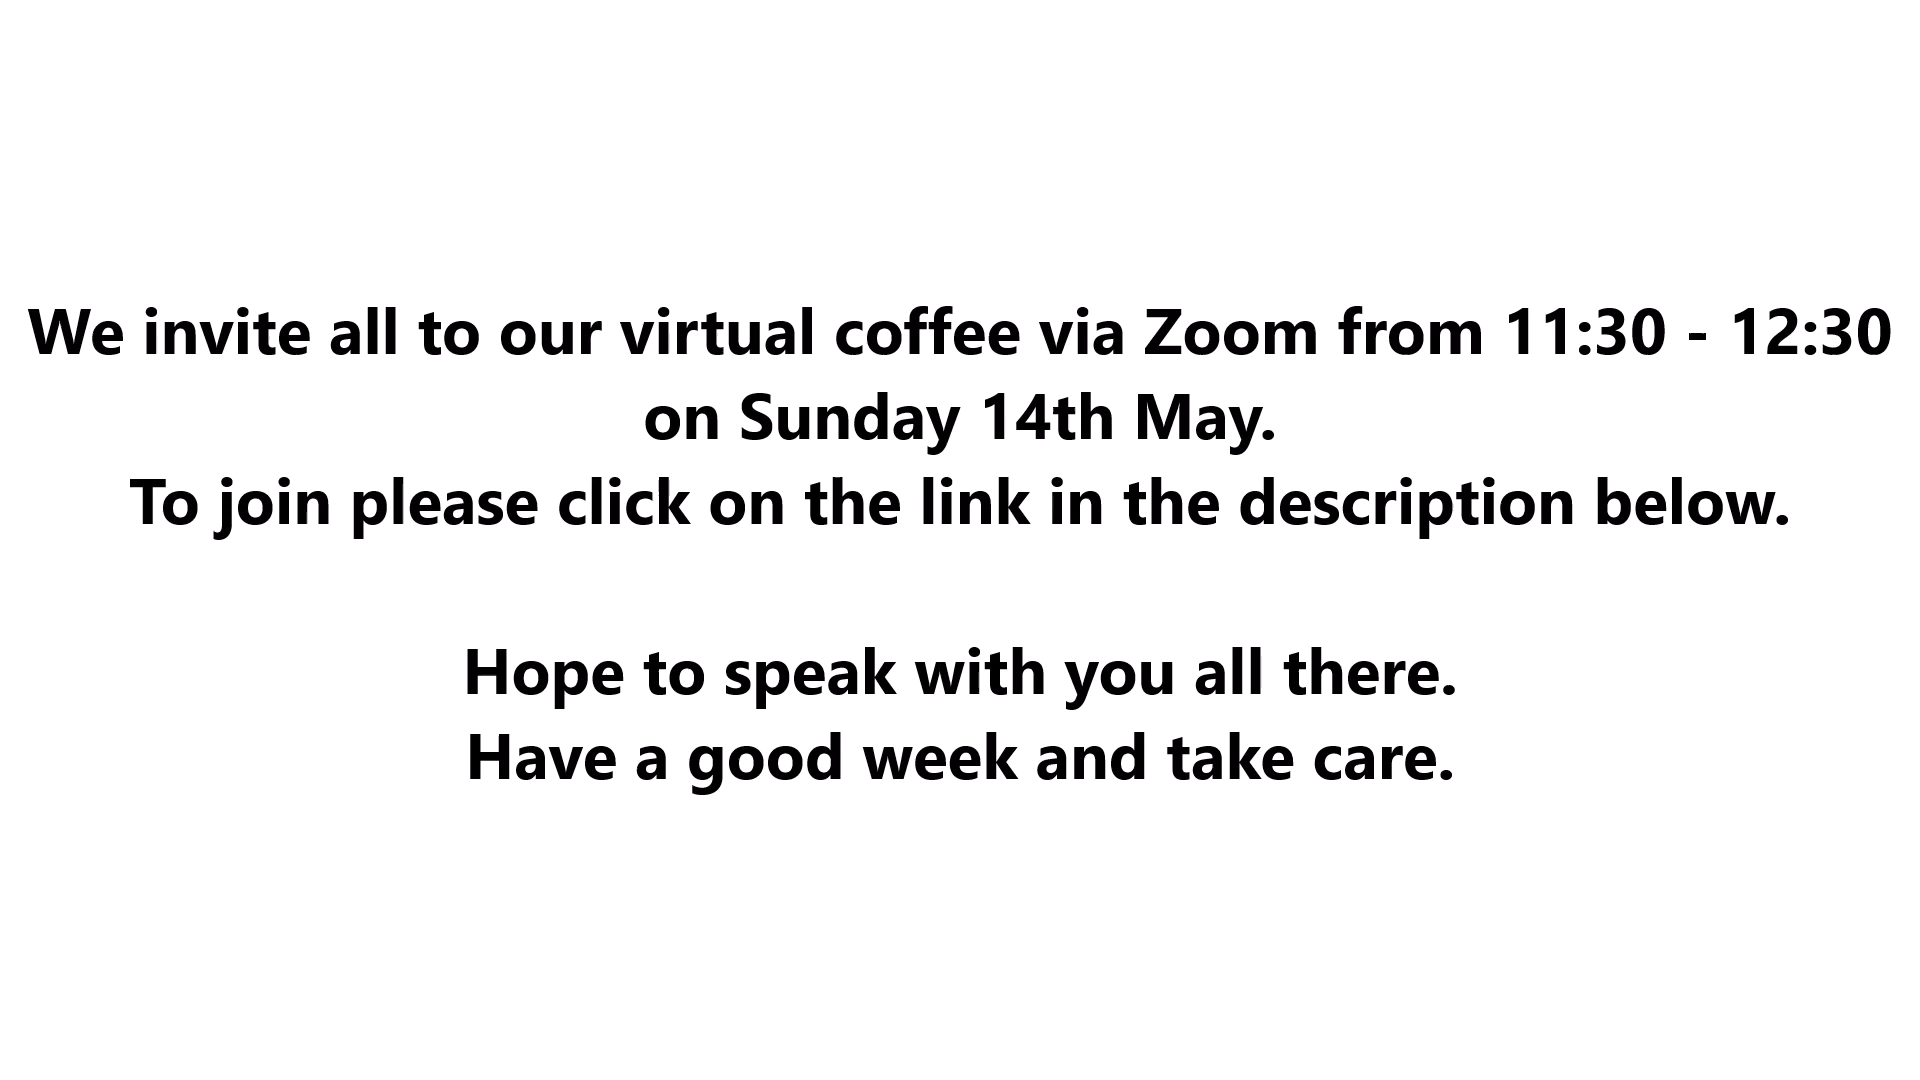 We invite all to our virtual coffee via Zoom from 11:30 - 12:30
on Sunday 14th May.
To join please click on the link in the description below.
Hope to speak with you all there.
Have a good week and take care.